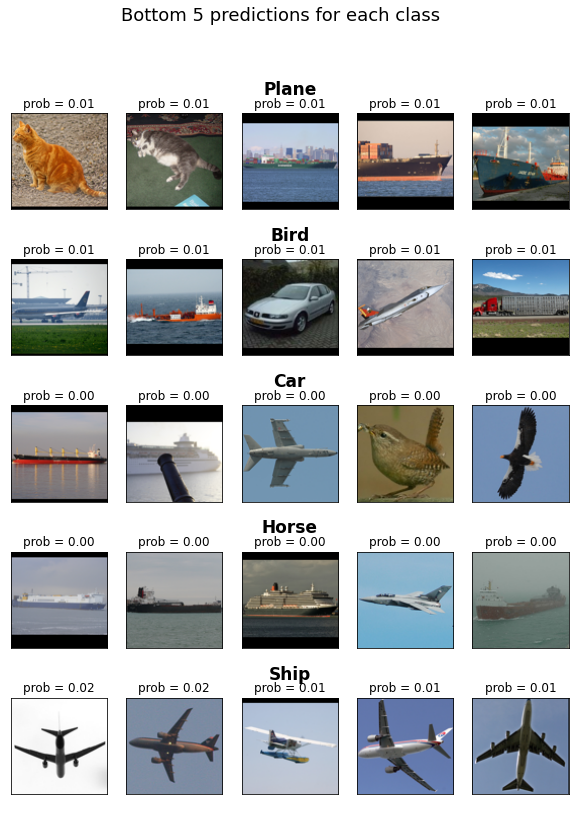 Bottom 5 predictions for each class
Plane
prob = 0.01 prob = 0.01 prob = 0.01 prob = 0.01 prob = 0.01
Bird
prob = 0.01 prob = 0.01 prob = 0.01 prob = 0.01 prob = 0.01
Car
prob = 0.00 prob = 0.00 prob = 0.00 prob = 0.00 prob = 0.00
Horse
prob = 0.00 prob = 0.00 prob = 0.00 prob = 0.00 prob = 0.00
Ship
prob = 0.02 prob = 0.02 prob = 0.01 prob = 0.01 prob = 0.01